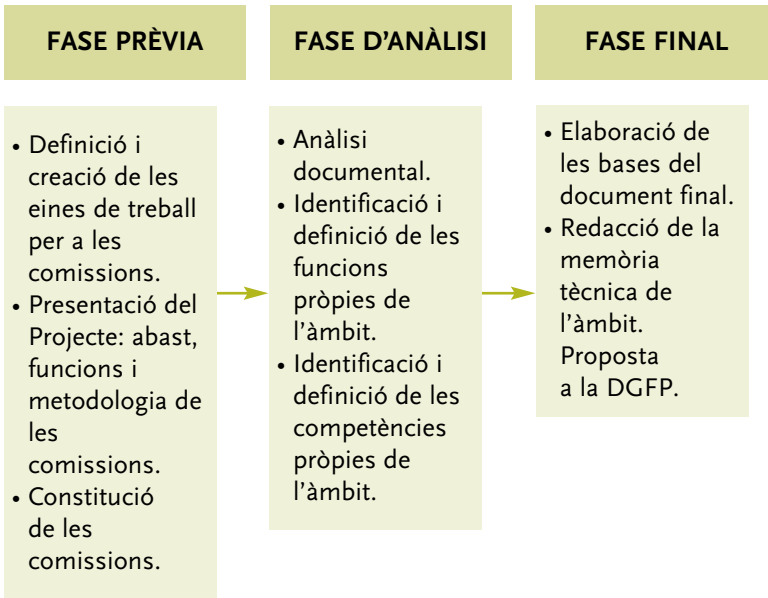 FASE PRÈVIA
• Definició i
creació de les
eines de treball
per a les
comissions.
• Presentació del
Projecte: abast,
funcions i
metodologia de
les
comissions.
• Constitució
de les
comissions.
FASE D'ANÀLISI
• Anàlisi
documental.
• Identificació i
definició de les
funcions
pròpies de
l'àmbit.
• Identificació i
definició de les
competències
pròpies de
l'àmbit.
FASE FINAL
• Elaboració de
les bases del
document final.
• Redacció de la
memòria
tècnica de
l'àmbit.
Proposta
a la DGFP.